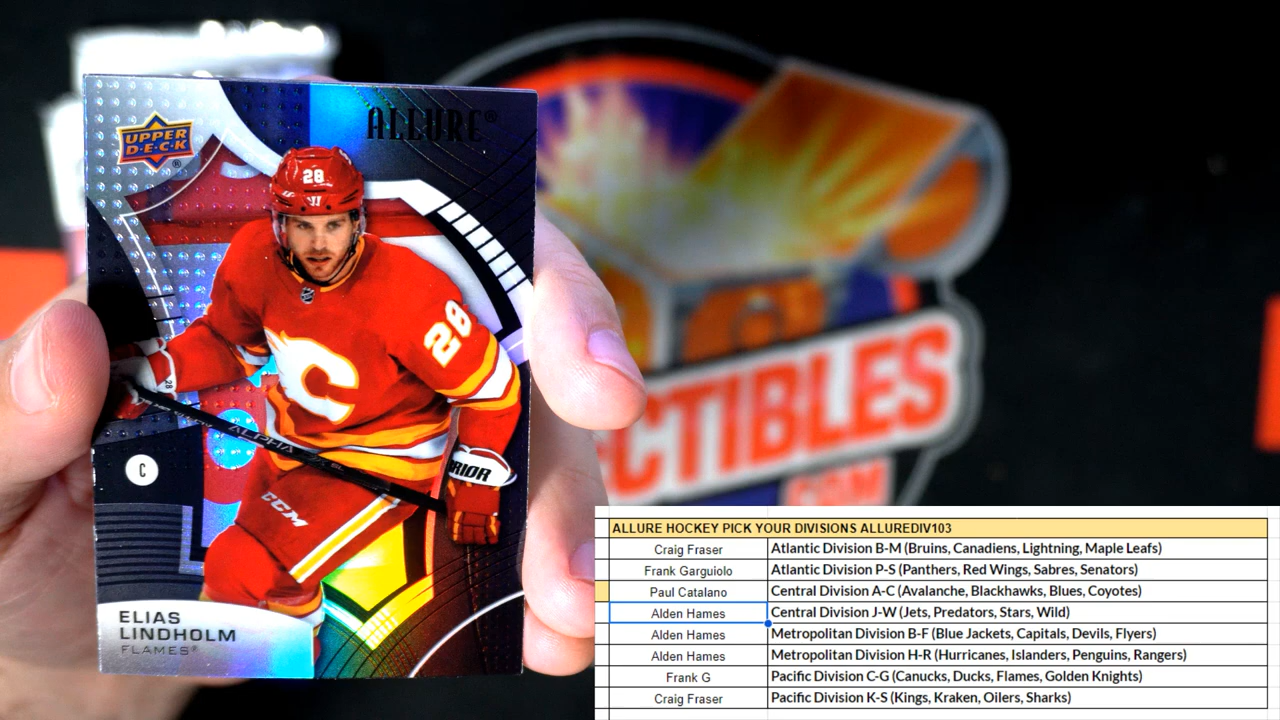 UPPER
D·E·C·K
®
ALLURE®
28
28
28
ALPHA
C
CCM
ELIAS
LINDHOLM
FLAMES®
CTIBLES
.COM
ALLURE HOCKEY PICK YOUR DIVISIONS ALLUREDIV103
Craig Fraser Atlantic Division B-M (Bruins, Canadiens, Lightning, Maple Leafs)
Frank Garguiolo Atlantic Division P-S (Panthers, Red Wings, Sabres, Senators)
Paul Catalano Central Division A-C (Avalanche, Blackhawks, Blues, Coyotes)
Alden Hames Central Division J-W (Jets, Predators, Stars, Wild)
Alden Hames Metropolitan Division B-F (Blue Jackets, Capitals, Devils, Flyers)
Alden Hames Metropolitan Division H-R (Hurricanes, Islanders, Penguins, Rangers)
Frank G Pacific Division C-G (Canucks, Ducks, Flames, Golden Knights)
Craig Fraser Pacific Division K-S (Kings, Kraken, Oilers, Sharks)